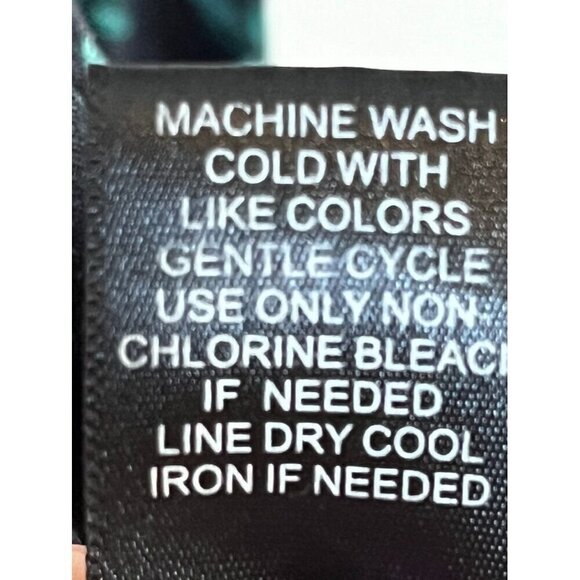 MACHINE WASH
COLD WITH
LIKE COLORS
GENTLE CYCLE
USE ONLY NON-
CHLORINE BLEACH
IF NEEDED
LINE DRY COOL
IRON IF NEEDED